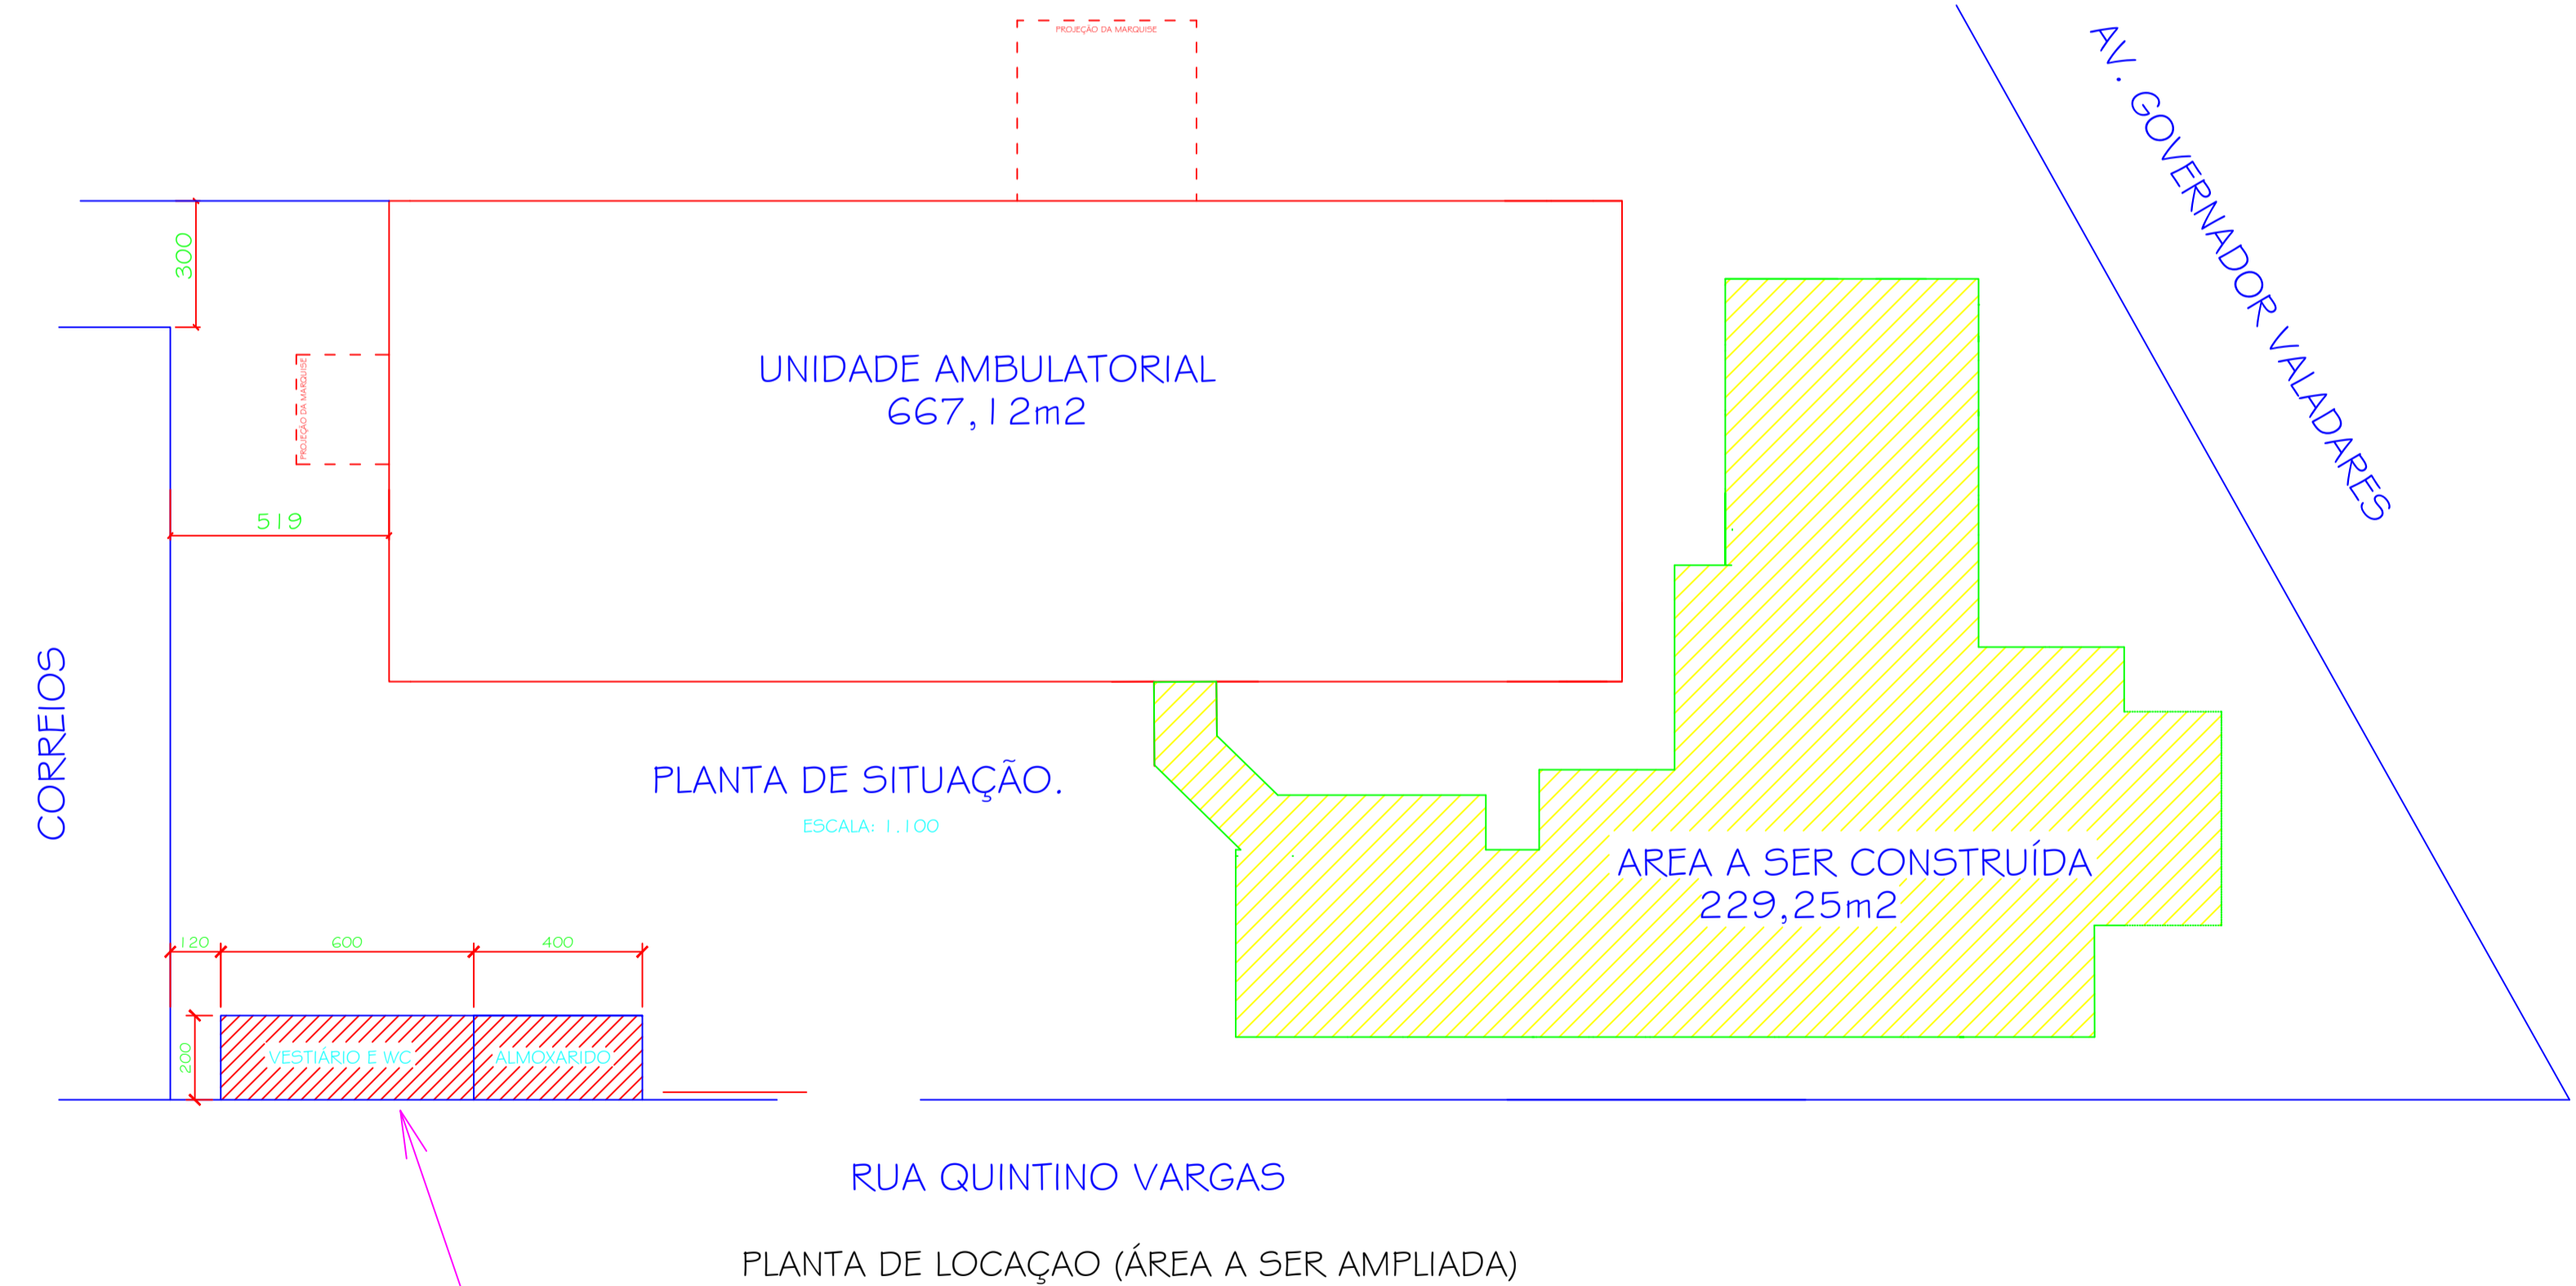 PROJEÇÃO DA MARQUISE
AV. GOVERNADOR VALADARES
300
UNIDADE AMBULATORIAL
667,12m2
PROJEÇÃO DA MARQUISE
519
CORREIOS
PLANTA DE SITUAÇÃO.
ESCALA: 1.100
AREA A SER CONSTRUÍDA
229,25m2
120
600
400
200
VESTIÁRIO E WC
ALMOXARIDO
RUA QUINTINO VARGAS
PLANTA DE LOCAÇAO (ÁREA A SER AMPLIADA)